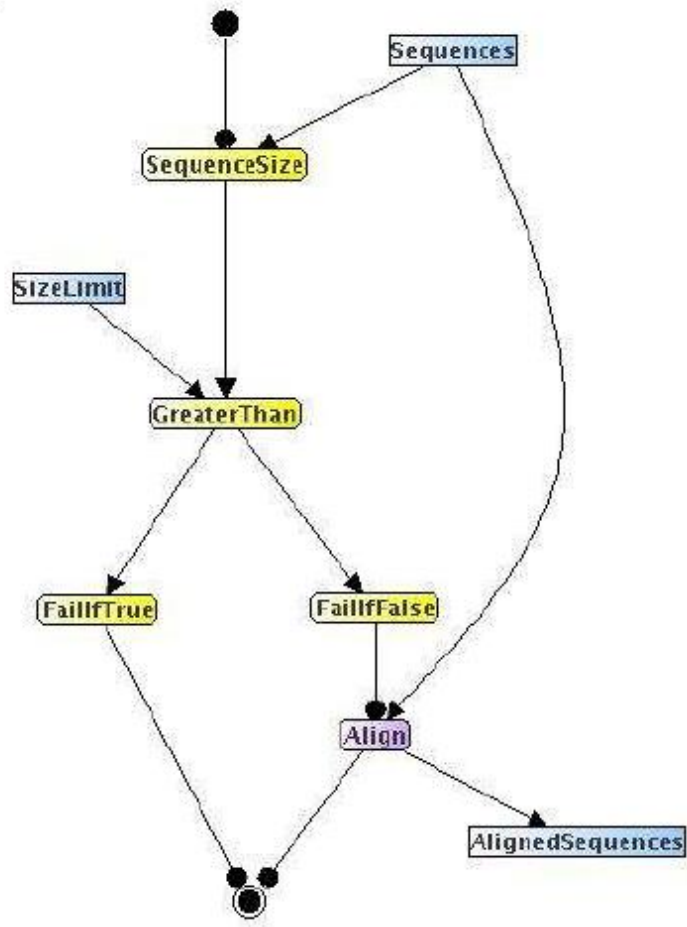 Sequences
SequenceSize
SizeLimit
GreaterThan
FailIfTrue
FailIfFalse
Align
AlignedSequences